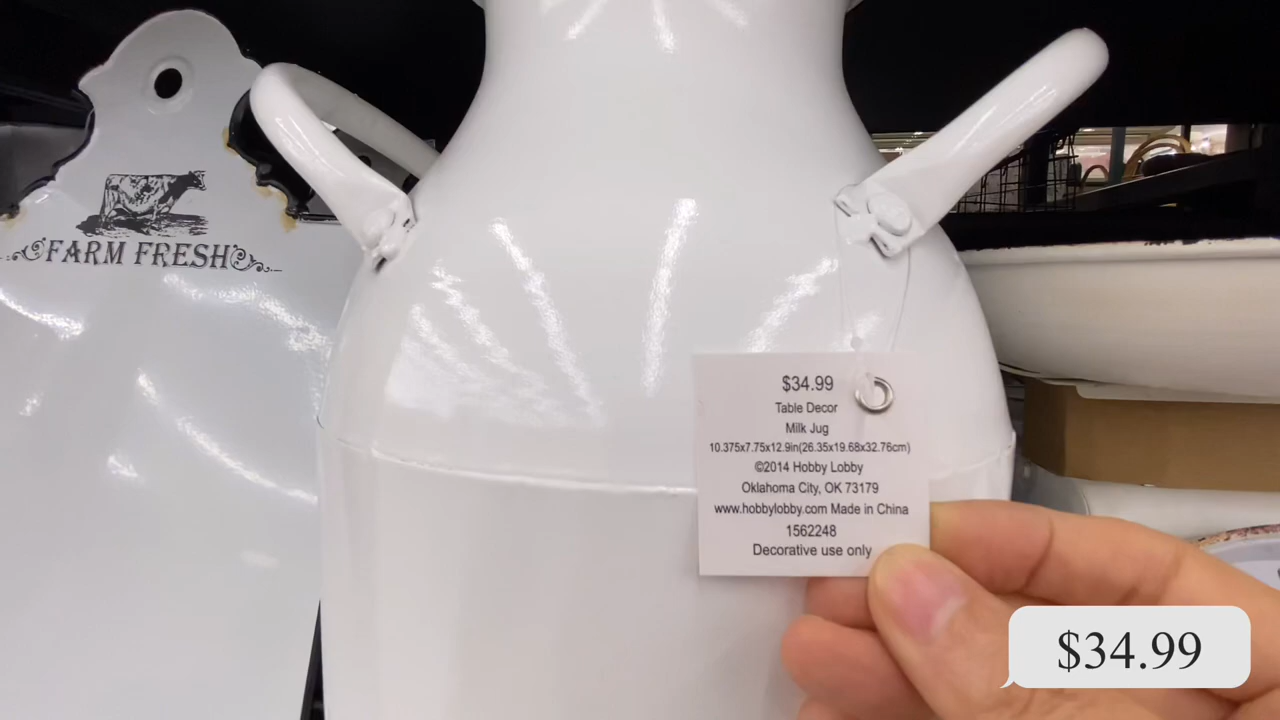 FARM FRESH
$34.99
Table Decor
Milk Jug
10.375x7.75x12.9in(26.35x19.68x32.76cm)
©2014 Hobby Lobby
Oklahoma City, OK 73179
www.hobbylobby.com Made in China
1562248
Decorative use only
$34.99